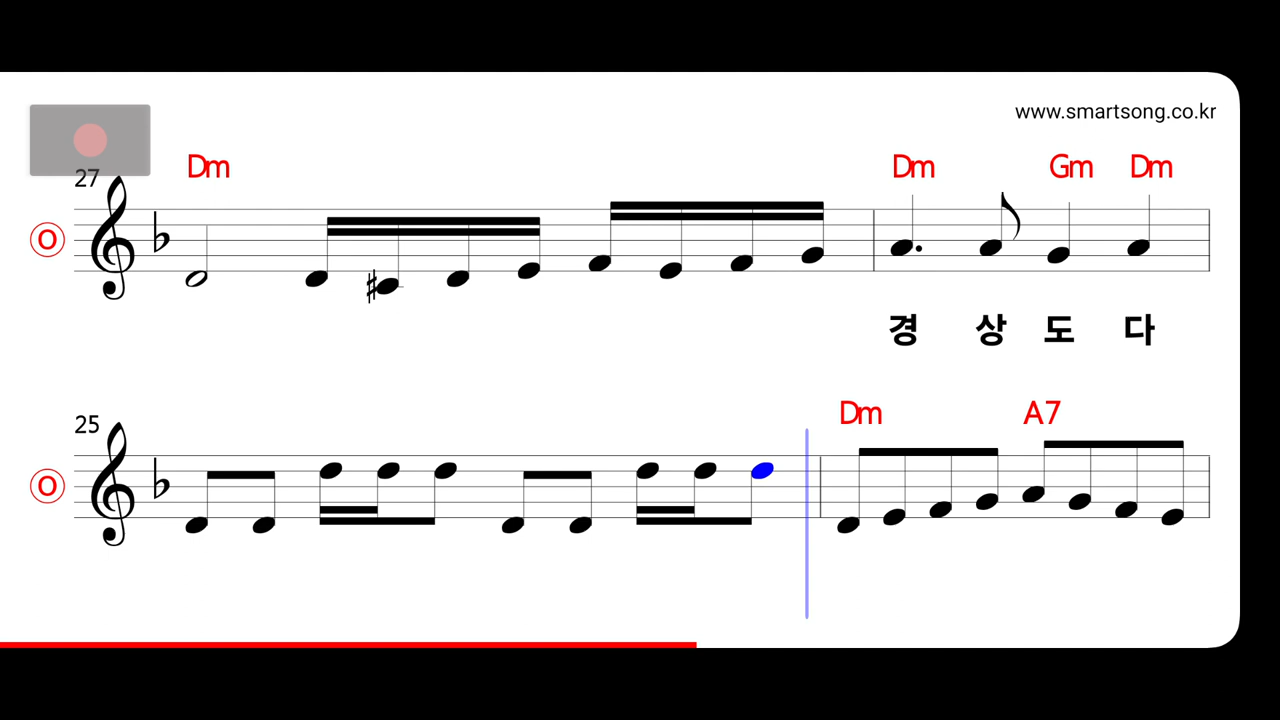 www.smartsong.co.kr
27
Dm Dm Gm Dm
O
경 상 도 다
25
Dm A7
O